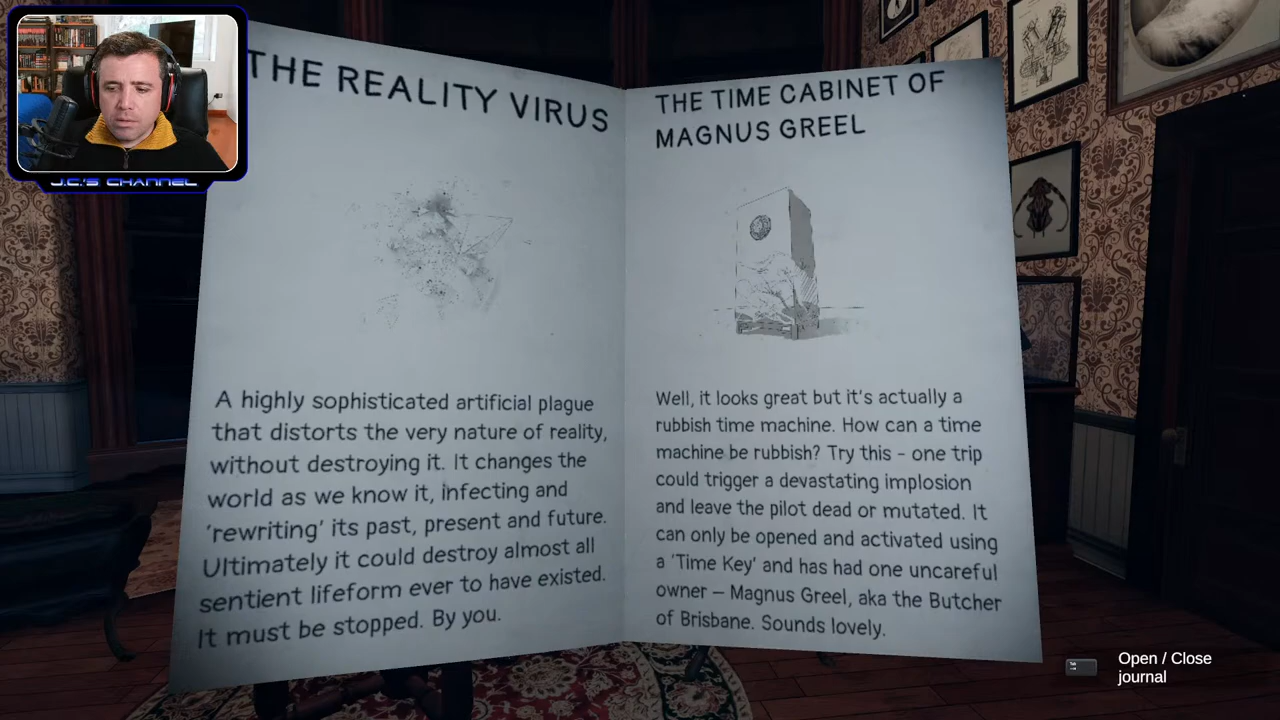 THE REALITY VIRUS
A highly sophisticated artificial plague
that distorts the very nature of reality,
without destroying it. It changes the
world as we know it, infecting and
'rewriting' its past, present and future.
Ultimately it could destroy almost all
sentient lifeform ever to have existed.
It must be stopped. By you.
THE TIME CABINET OF
MAGNUS GREEL
Well, it looks great but it's actually a
rubbish time machine. How can a time
machine be rubbish? Try this – one trip
could trigger a devastating implosion
and leave the pilot dead or mutated. It
can only be opened and activated using
a 'Time Key' and has had one uncareful
owner – Magnus Greel, aka the Butcher
of Brisbane. Sounds lovely.
J.C.'S CHANNEL
Tab
Open / Close
journal